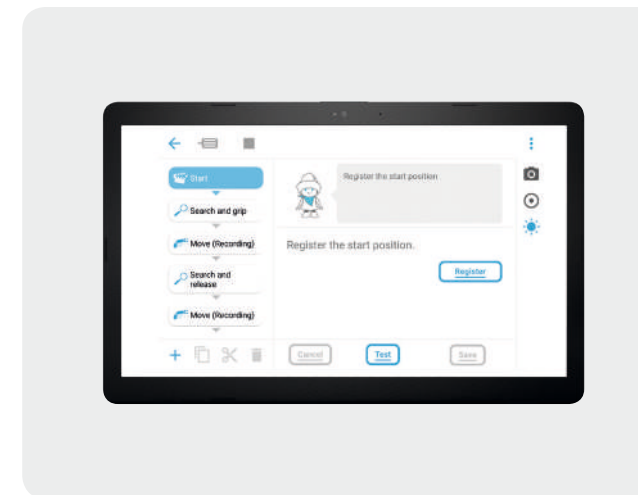 Start
Register the start position
Search and grip
Move (Recording)
Register the start position.
Register
Search and
release
Move (Recording)
Cancel
Test
Save